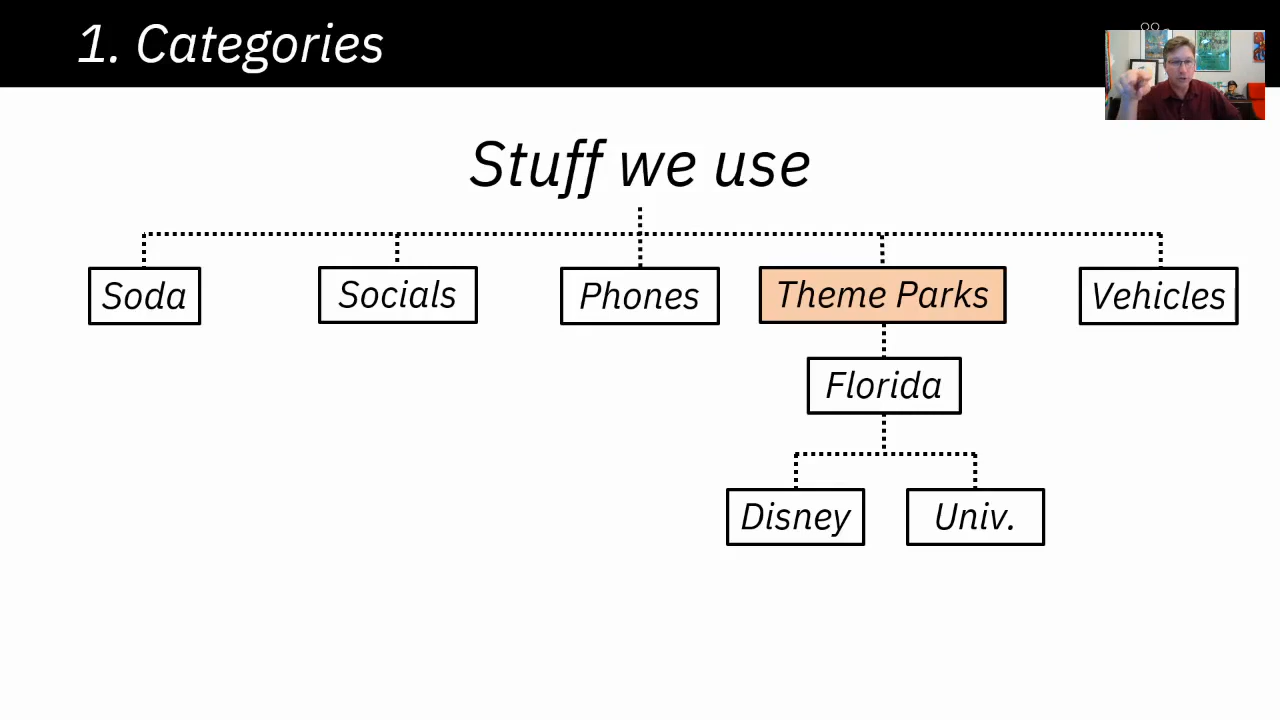 1. Categories
Stuff we use
Soda
Socials
Phones
Theme Parks
Vehicles
Florida
Disney
Univ.